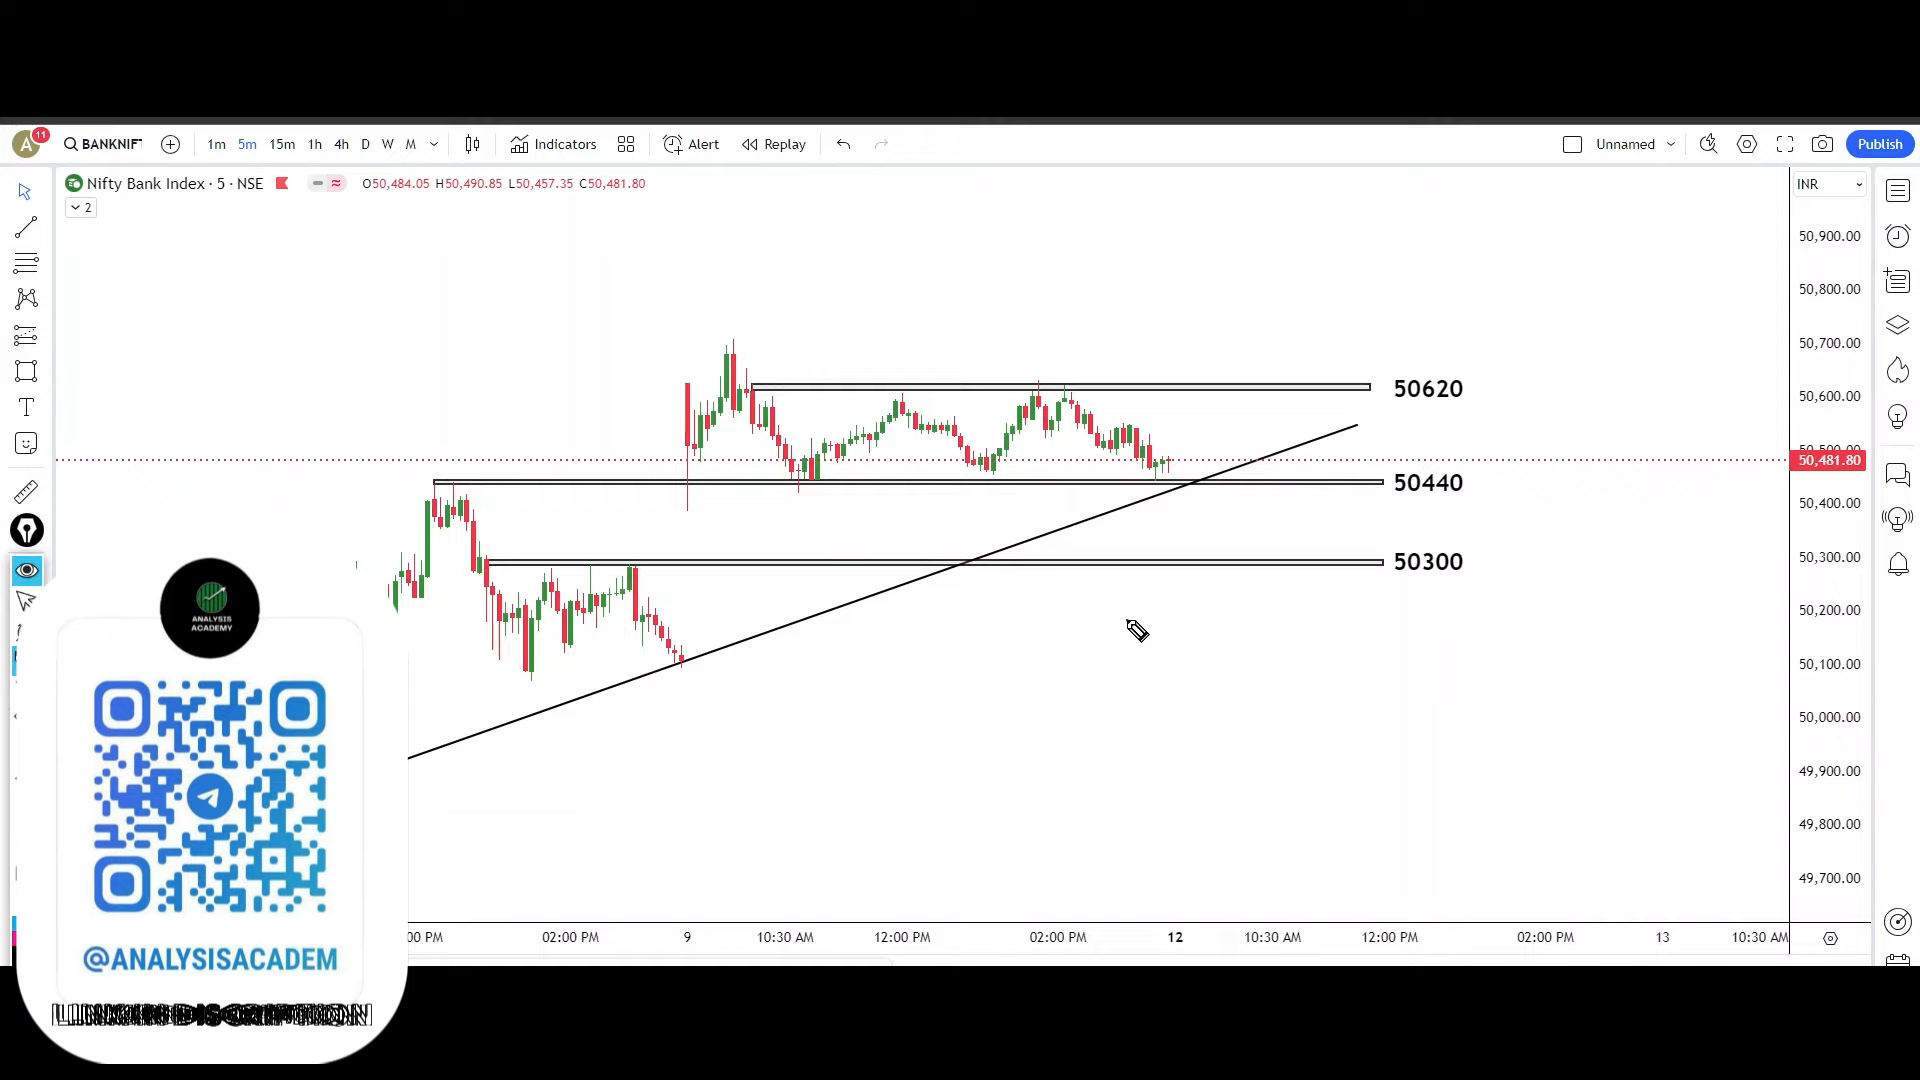 A 11 BANKNIF 1m 5m 15m 1h 4h D W M Indicators Alert Replay Unnamed Publish
Nifty Bank Index · 5 · NSE O50,484.05 H50,490.85 L50,457.35 C50,481.80 INR
2
50,900.00
50,800.00
50,700.00
50,600.00
50620
50,481.80
50440
50,400.00
50,300.00
50300
50,200.00
50,100.00
50,000.00
49,900.00
49,800.00
49,700.00
02:00 PM 9 10:30 AM 12:00 PM 02:00 PM 12 10:30 AM 12:00 PM 02:00 PM 13 10:30 AM
ANALYSIS
ACADEMY
@ANALYSISACADEM